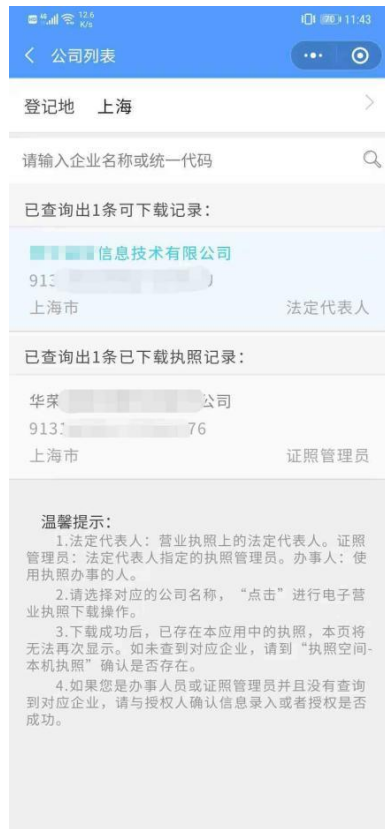 12.6
K/s
70
11:43
公司列表
登记地 上海
请输入企业名称或统一代码
已查询出1条可下载记录：
信息技术有限公司
913
上海市 法定代表人
已查询出1条已下载执照记录：
华荣 公司
9131 76
上海市 证照管理员
温馨提示：
1.法定代表人：营业执照上的法定代表人。证照
管理员：法定代表人指定的执照管理员。办事人：使
用执照办事的人。
2.请选择对应的公司名称，“点击”进行电子营
业执照下载操作。
3.下载成功后，已存在本应用中的执照，本页将
无法再次显示。如未查到对应企业，请到“执照空间-
本机执照”确认是否存在。
4.如果您是办事人员或证照管理员并且没有查询
到对应企业，请与授权人确认信息录入或者授权是否
成功。